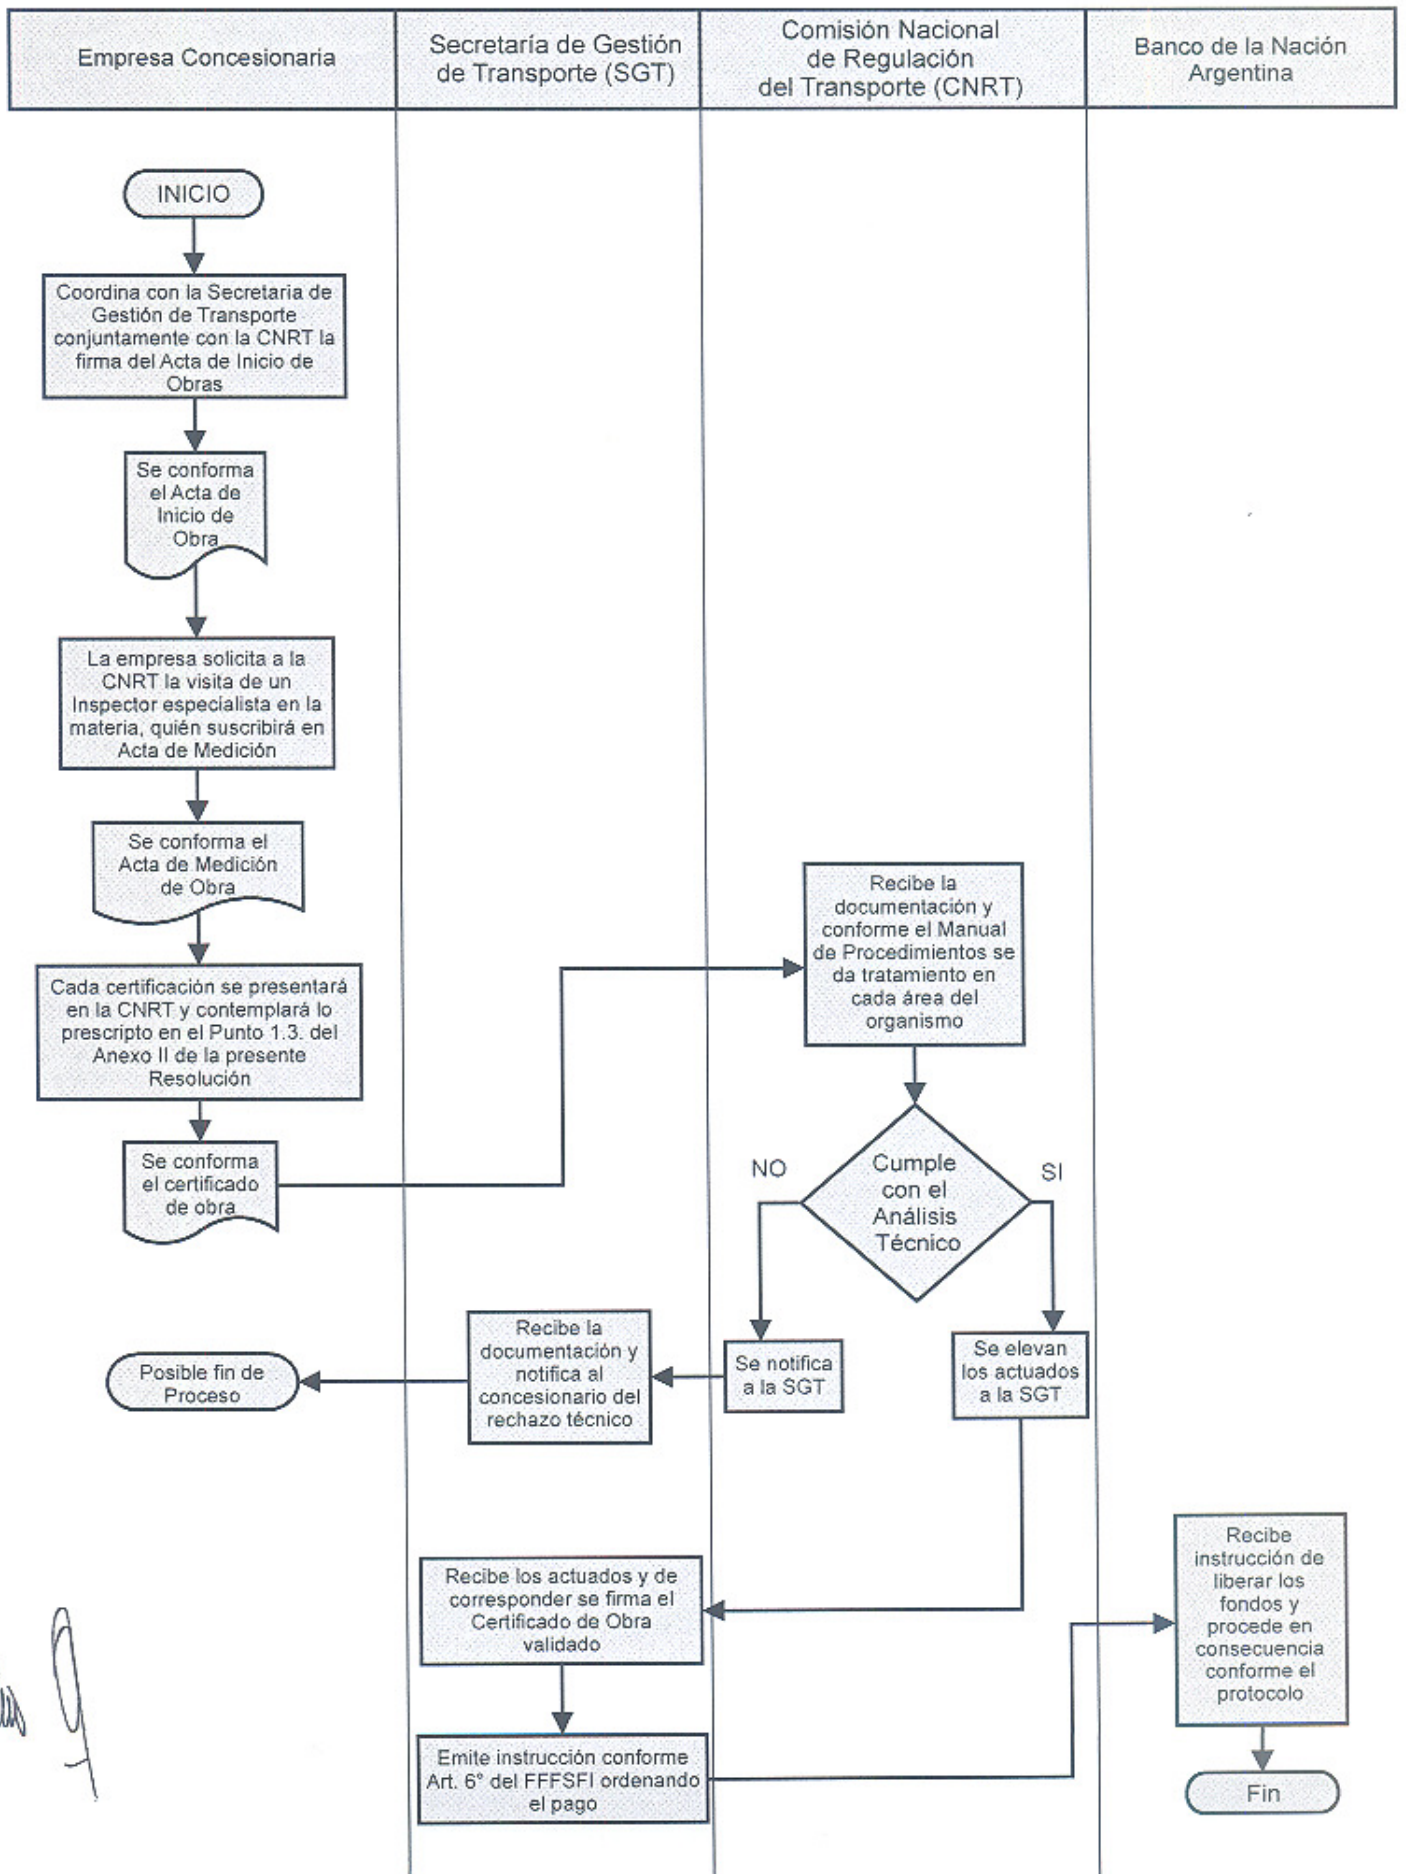 Empresa Concesionaria
Secretaría de Gestión
de Transporte (SGT)
Comisión Nacional
de Regulación
del Transporte (CNRT)
Banco de la Nación
Argentina
INICIO
Coordina con la Secretaria de
Gestión de Transporte
conjuntamente con la CNRT la
firma del Acta de Inicio de
Obras
Se conforma
el Acta de
Inicio de
Obra
La empresa solicita a la
CNRT la visita de un
Inspector especialista en la
materia, quién suscribirá en
Acta de Medición
Se conforma el
Acta de Medición
de Obra
Cada certificación se presentará
en la CNRT y contemplará lo
prescripto en el Punto 1.3. del
Anexo II de la presente
Resolución
Se conforma
el certificado
de obra
Recibe la
documentación y
conforme el Manual
de Procedimientos se
da tratamiento en
cada área del
organismo
Cumple
con el
Análisis
Técnico
NO
SI
Se notifica
a la SGT
Se elevan
los actuados
a la SGT
Recibe la
documentación y
notifica al
concesionario del
rechazo técnico
Posible fin de
Proceso
Recibe los actuados y de
corresponder se firma el
Certificado de Obra
validado
Emite instrucción conforme
Art. 6° del FFFSFI ordenando
el pago
Recibe
instrucción de
liberar los
fondos y
procede en
consecuencia
conforme el
protocolo
Fin